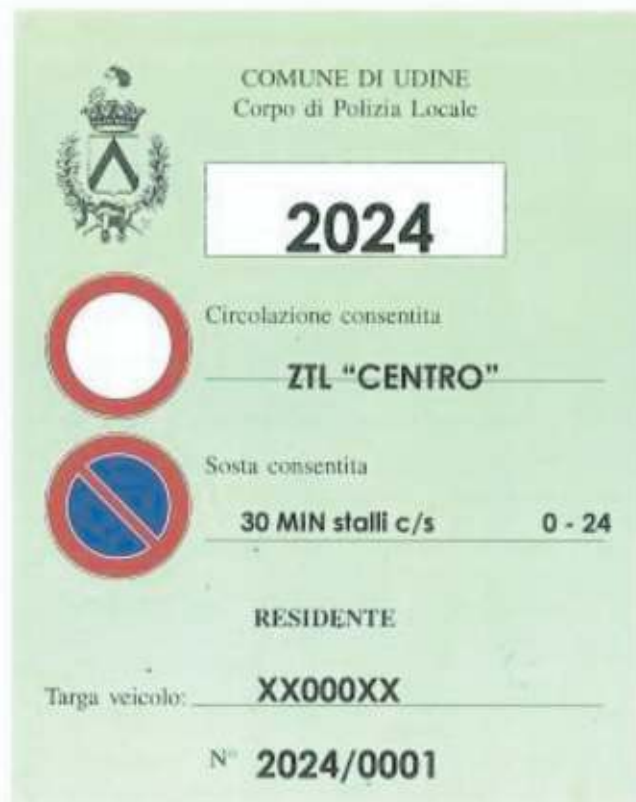 COMUNE DI UDINE
Corpo di Polizia Locale
2024
Circolazione consentita
ZTL “CENTRO”
Sosta consentita
30 MIN stalli c/s 0 - 24
RESIDENTE
Targa veicolo: XX000XX
N° 2024/0001